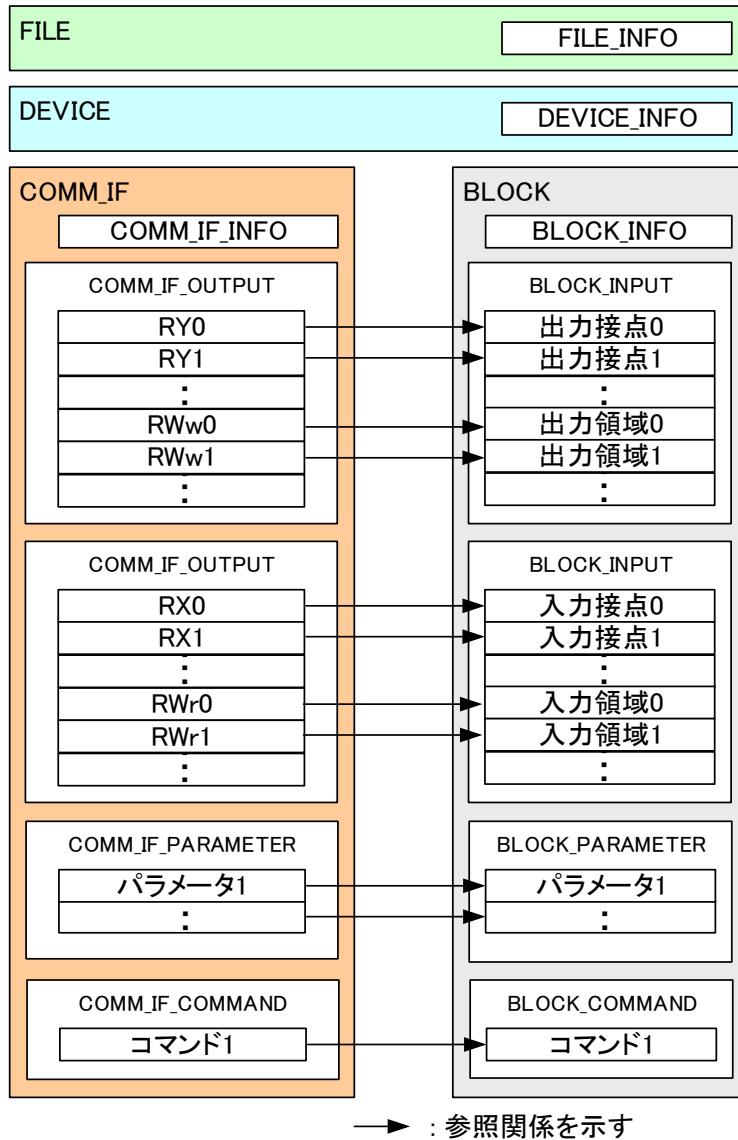 FILE
FILE_INFO
DEVICE
DEVICE_INFO
COMM_IF
COMM_IF_INFO
COMM_IF_OUTPUT
RY0
RY1
:
RWw0
RWw1
:
COMM_IF_OUTPUT
RX0
RX1
:
RWr0
RWr1
:
COMM_IF_PARAMETER
パラメータ1
:
COMM_IF_COMMAND
コマンド1
BLOCK
BLOCK_INFO
BLOCK_INPUT
出力接点0
出力接点1
:
出力領域0
出力領域1
:
BLOCK_INPUT
入力接点0
入力接点1
:
入力領域0
入力領域1
:
BLOCK_PARAMETER
パラメータ1
:
BLOCK_COMMAND
コマンド1
：参照関係を示す